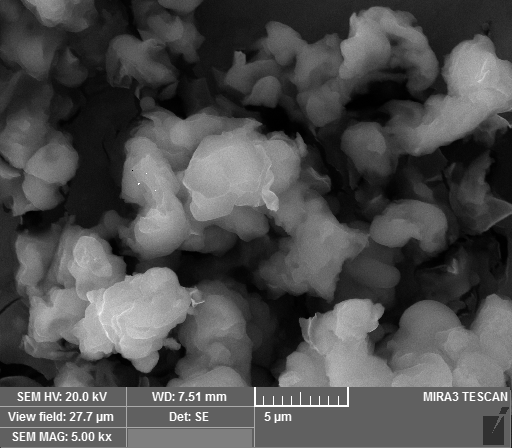 SEM HV: 20.0 kV
WD: 7.51 mm
MIRA3 TESCAN
View field: 27.7 µm
Det: SE
5 µm
SEM MAG: 5.00 kx